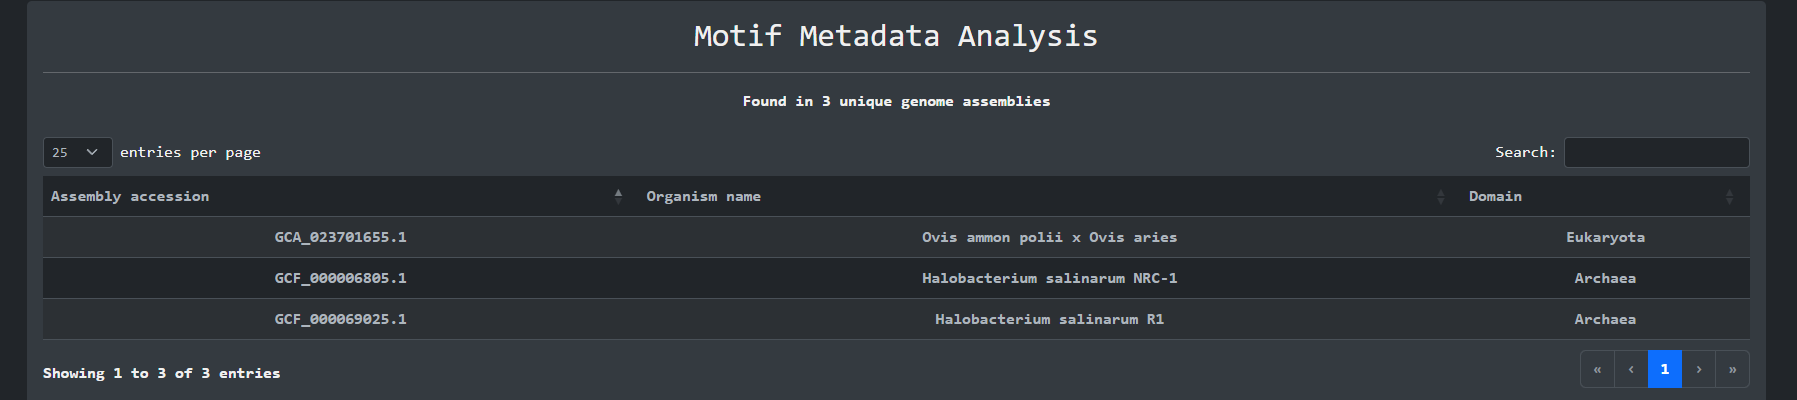 Motif Metadata Analysis
Found in 3 unique genome assemblies
25 entries per page Search:
Assembly accession Organism name Domain
GCA_023701655.1 Ovis ammon polii x Ovis aries Eukaryota
GCF_000006805.1 Halobacterium salinarum NRC-1 Archaea
GCF_000069025.1 Halobacterium salinarum R1 Archaea
Showing 1 to 3 of 3 entries « ‹ 1 › »